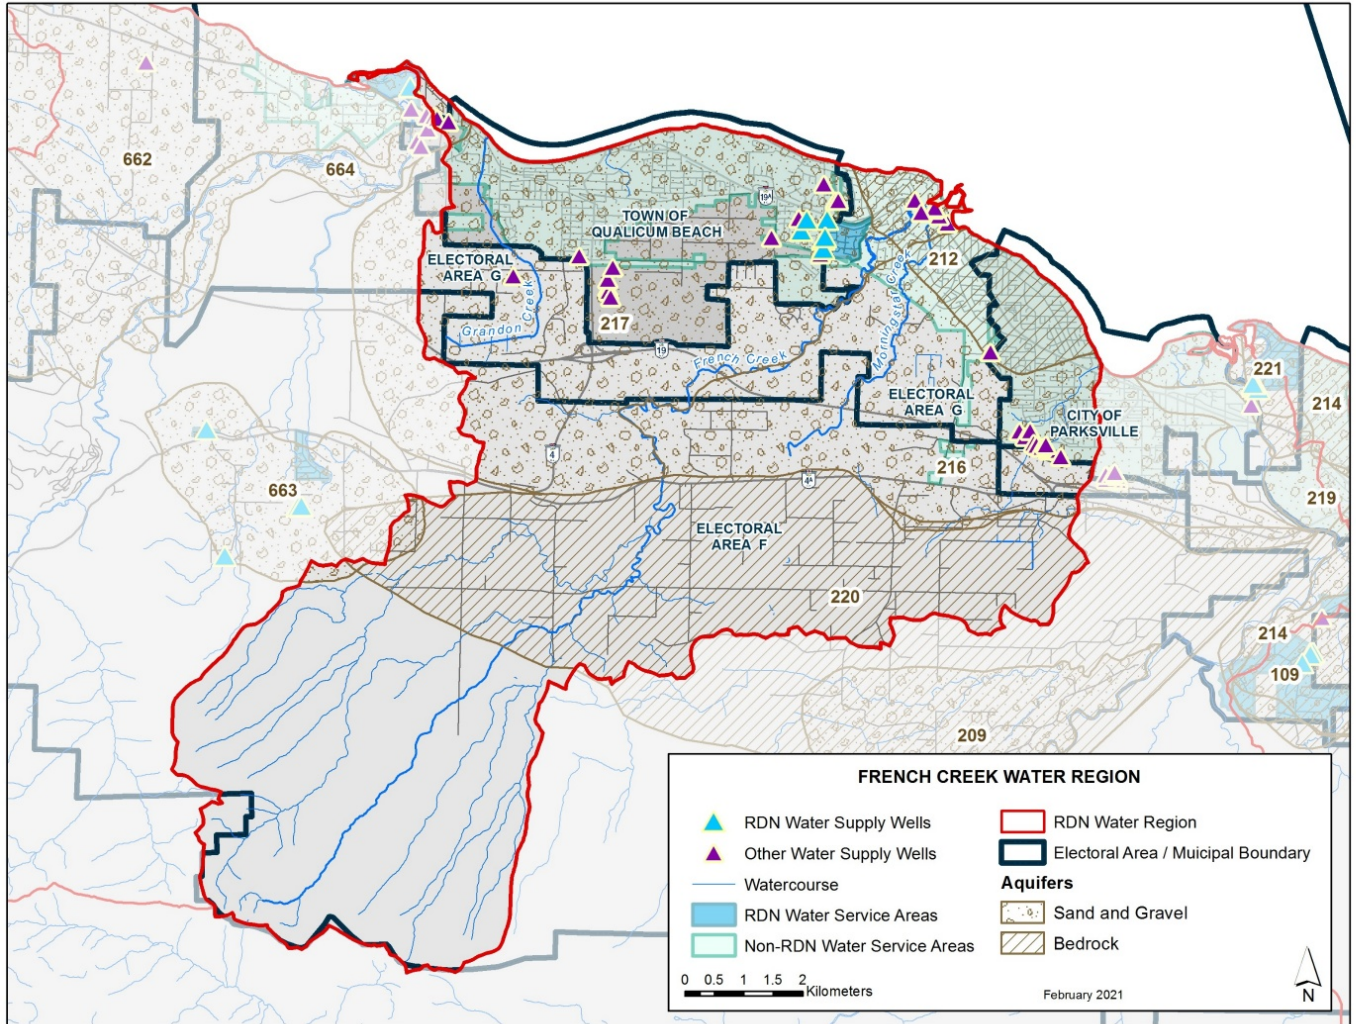 662
664
19A
TOWN OF
QUALICUM BEACH
ELECTORAL
AREA G
212
Grandon Creek
217
19
French Creek
Morningstar Creek
ELECTORAL
AREA G
221
214
CITY OF
PARKSVILLE
4
216
4A
663
219
ELECTORAL
AREA F
220
214
109
209
FRENCH CREEK WATER REGION
RDN Water Supply Wells
Other Water Supply Wells
Watercourse
RDN Water Service Areas
Non-RDN Water Service Areas
RDN Water Region
Electoral Area / Muicipal Boundary
Aquifers
Sand and Gravel
Bedrock
0 0.5 1 1.5 2
Kilometers
February 2021
N